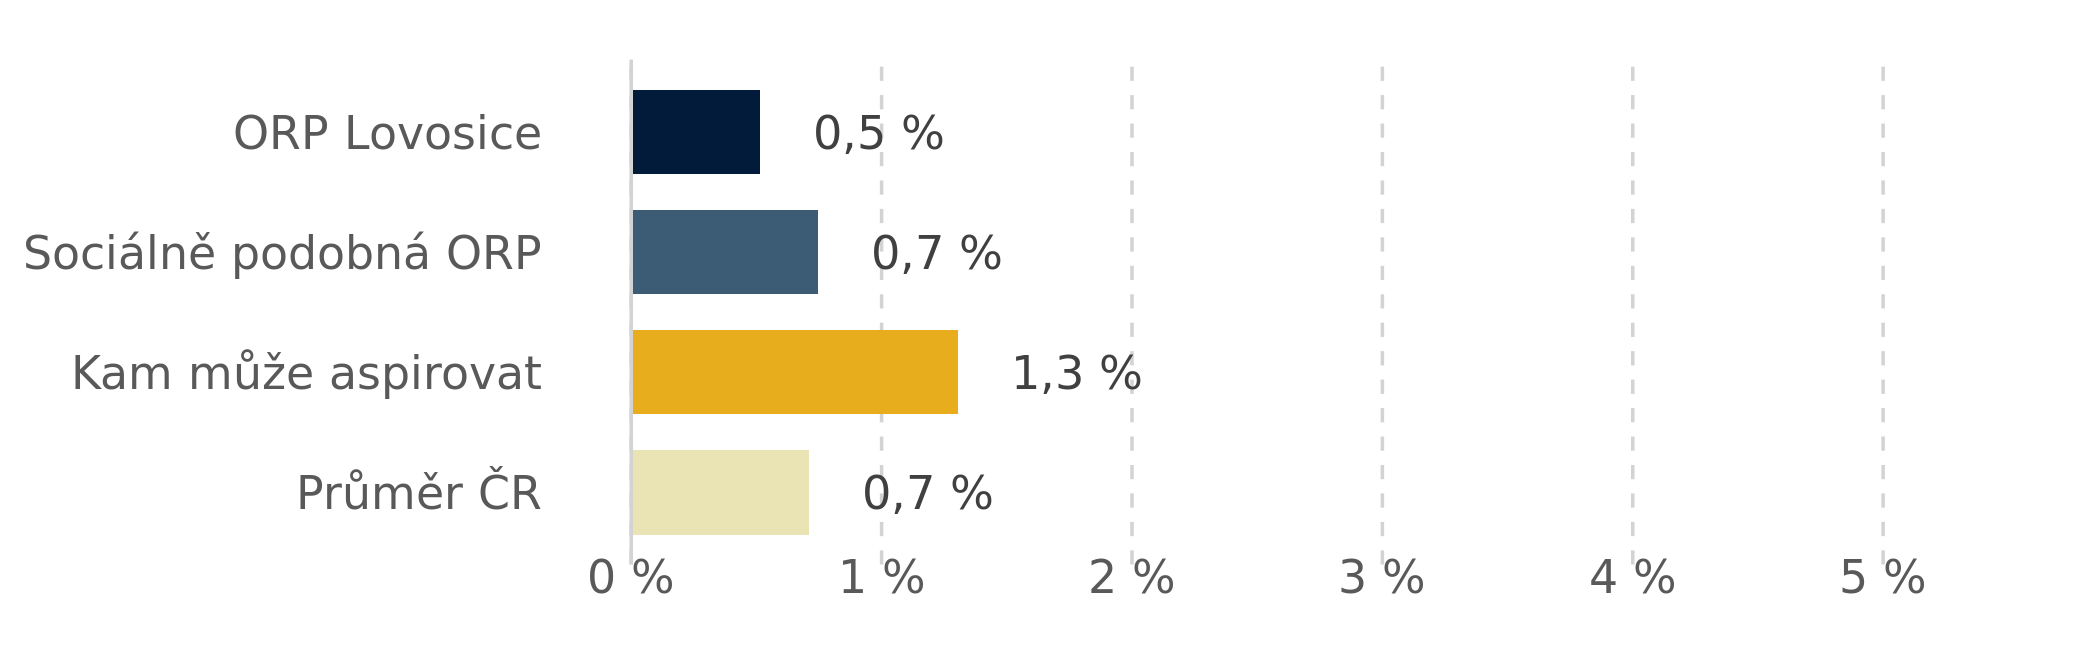 ORP Lovosice 0,5 %
Sociálně podobná ORP 0,7 %
Kam může aspirovat 1,3 %
Průměr ČR 0,7 %
0 % 1 % 2 % 3 % 4 % 5 %